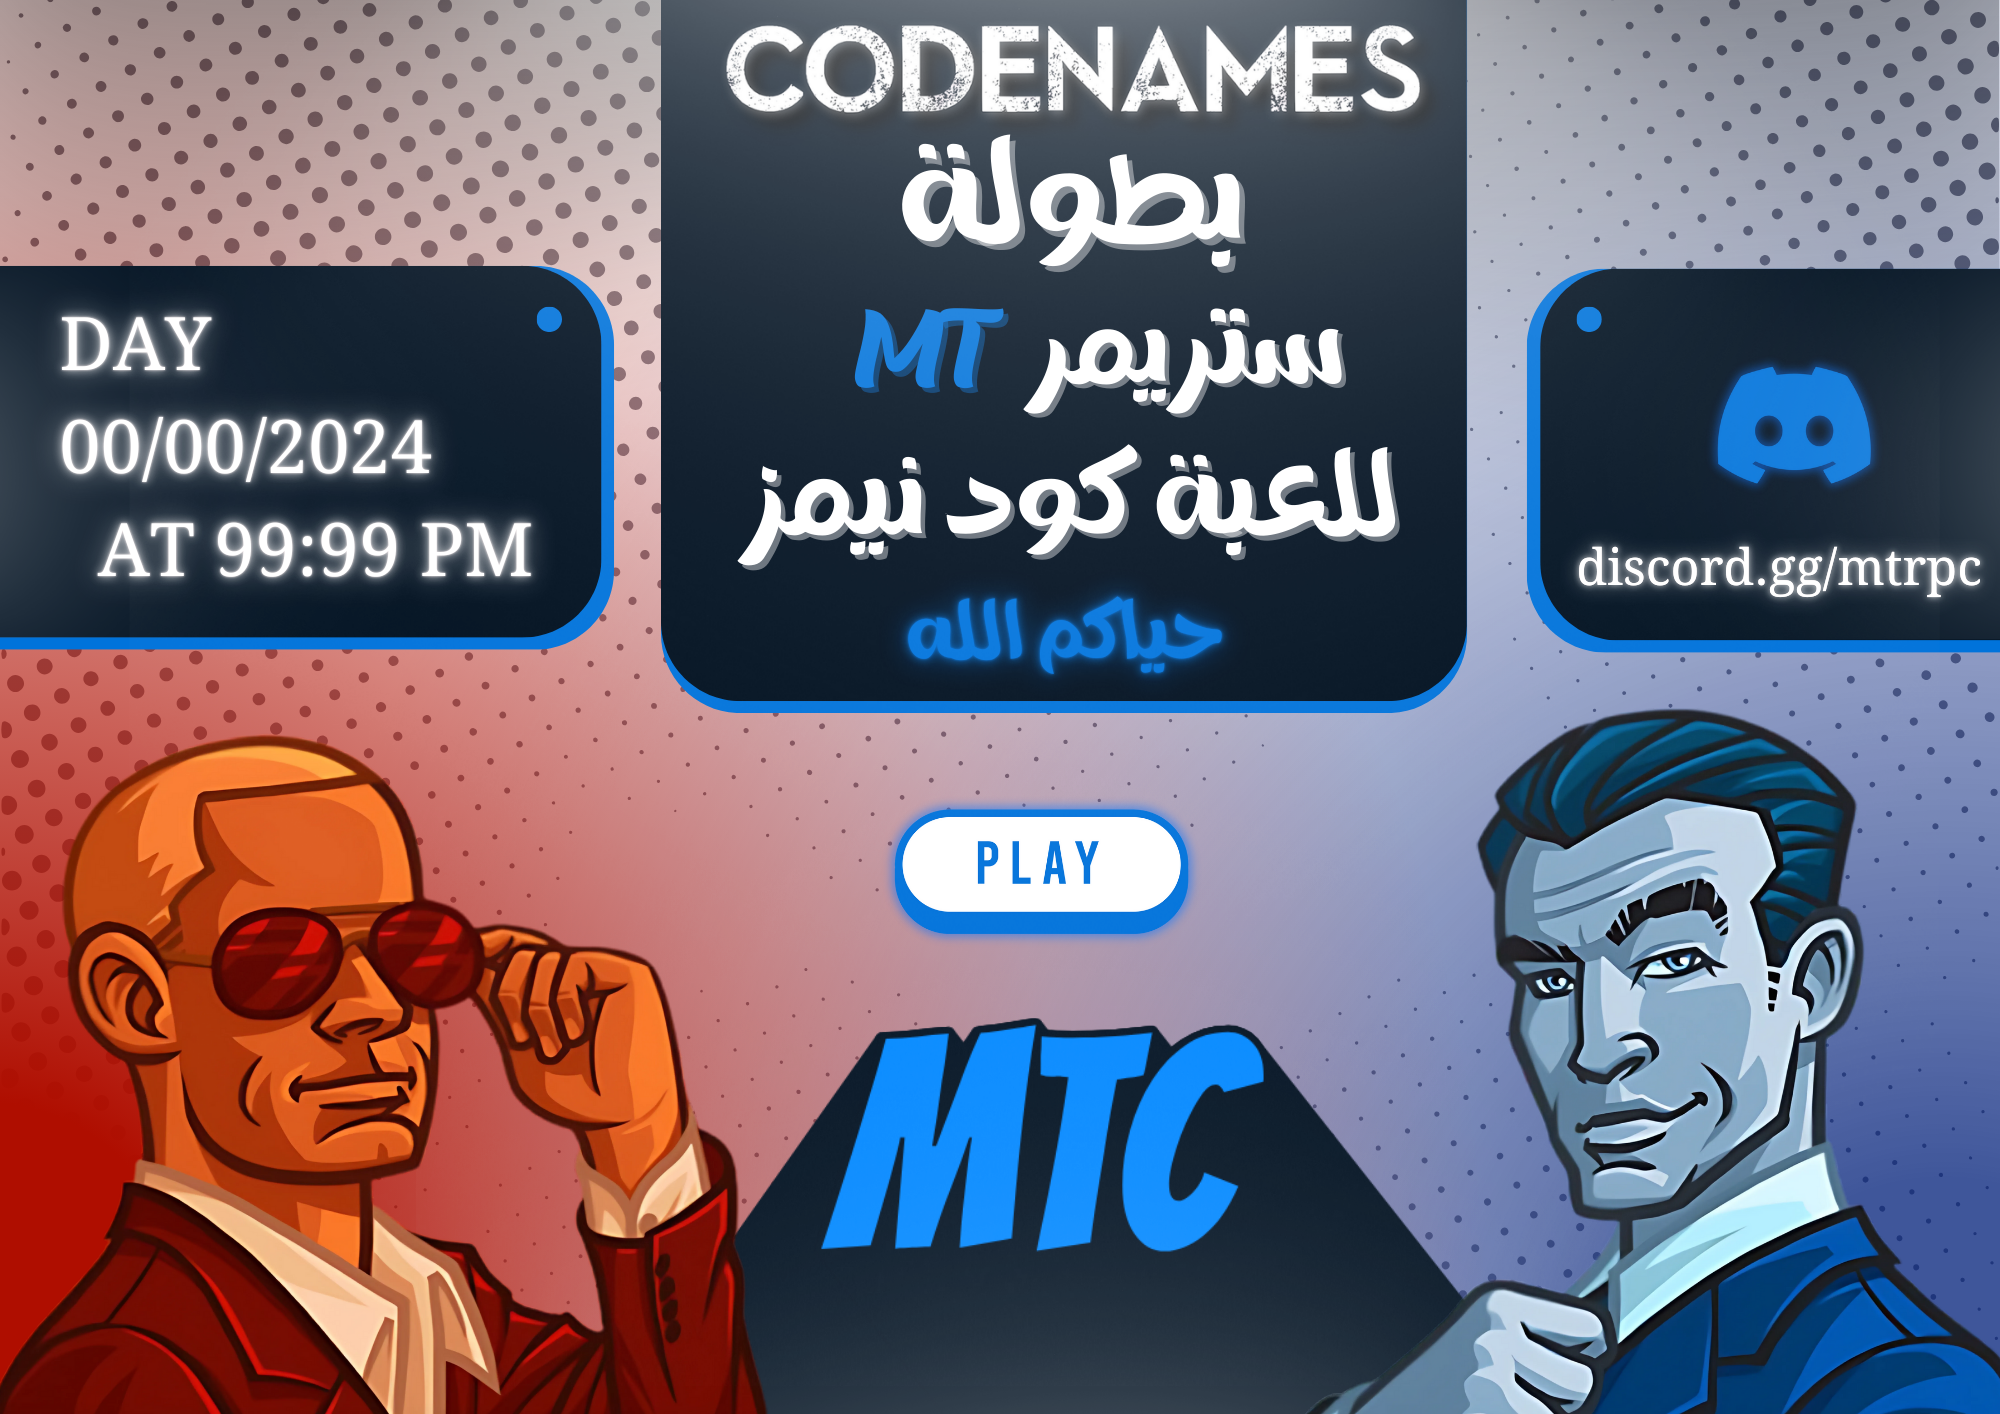 CODENAMES
بطولة
ستريمر MT
للعبة كود نيمز
حياكم الله
DAY
00/00/2024
AT 99:99 PM
discord.gg/mtrpc
PLAY
MTC